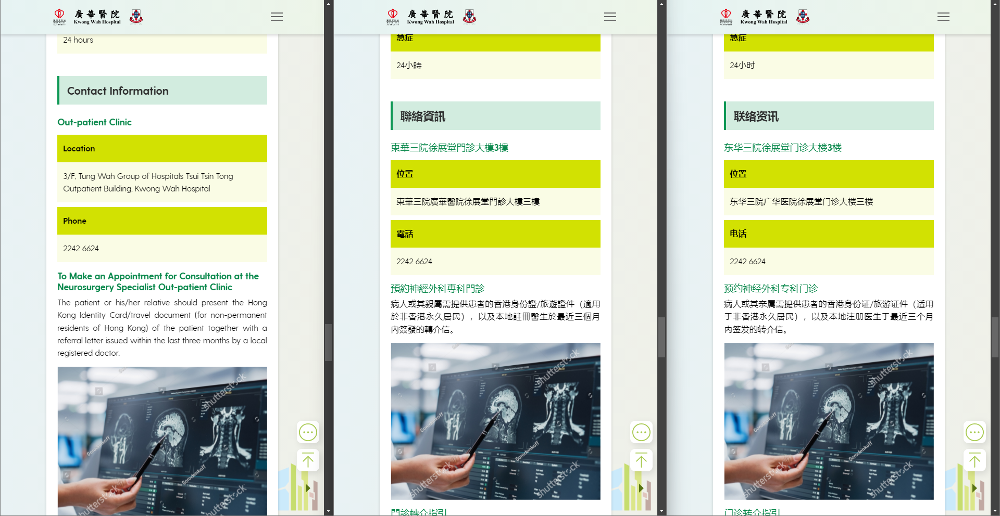 廣華醫院
Kwong Wah Hospital
24 hours
Contact Information
Out-patient Clinic
Location
3/F, Tung Wah Group of Hospitals Tsui Tsin Tong
Outpatient Building, Kwong Wah Hospital
Phone
2242 6624
To Make an Appointment for Consultation at the
Neurosurgery Specialist Out-patient Clinic
The patient or his/her relative should present the Hong
Kong Identity Card/travel document (for non-permanent
residents of Hong Kong) of the patient together with a
referral letter issued within the last three months by a local
registered doctor.
shutterstock
Gorodenkoff
Gorodenkoff
shutterstock
shutterstock
廣華醫院
Kwong Wah Hospital
急症
24小時
聯絡資訊
東華三院徐展堂門診大樓3樓
位置
東華三院廣華醫院徐展堂門診大樓三樓
電話
2242 6624
預約神經外科專科門診
病人或其親屬需提供患者的香港身份證/旅遊證件（適用
於非香港永久居民），以及本地註冊醫生於最近三個月
內簽發的轉介信。
shutterstock
Gorodenkoff
Gorodenkoff
shutterstock
shutterstock
門診轉介指引
廣華醫院
Kwong Wah Hospital
急症
24小时
联络资讯
东华三院徐展堂门诊大楼3楼
位置
东华三院广华医院徐展堂门诊大楼三楼
电话
2242 6624
预约神经外科专科门诊
病人或其亲属需提供患者的香港身份证/旅游证件（适用
于非香港永久居民），以及本地注册医生于最近三个月
内签发的转介信。
shutterstock
Gorodenkoff
Gorodenkoff
shutterstock
shutterstock
门诊转介指引